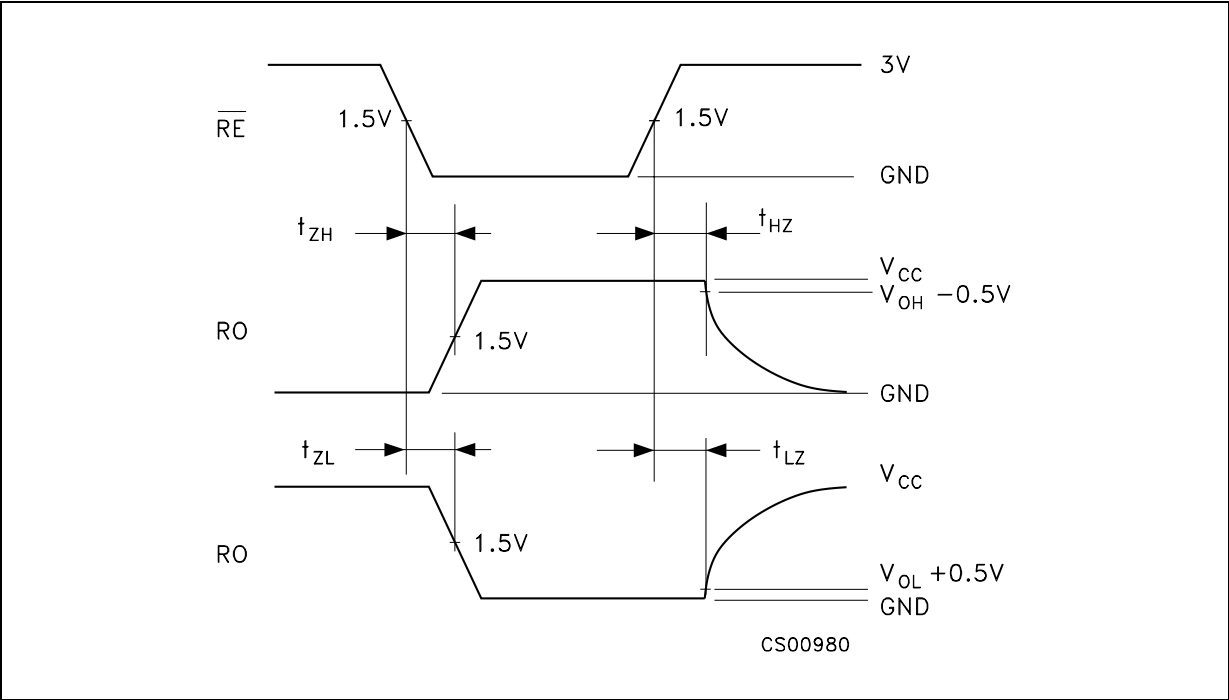 3V
1.5V
1.5V
R̅E̅
GND
tZH
tHZ
VCC
VOH −0.5V
RO
1.5V
GND
tZL
tLZ
VCC
1.5V
RO
VOL +0.5V
GND
CS00980